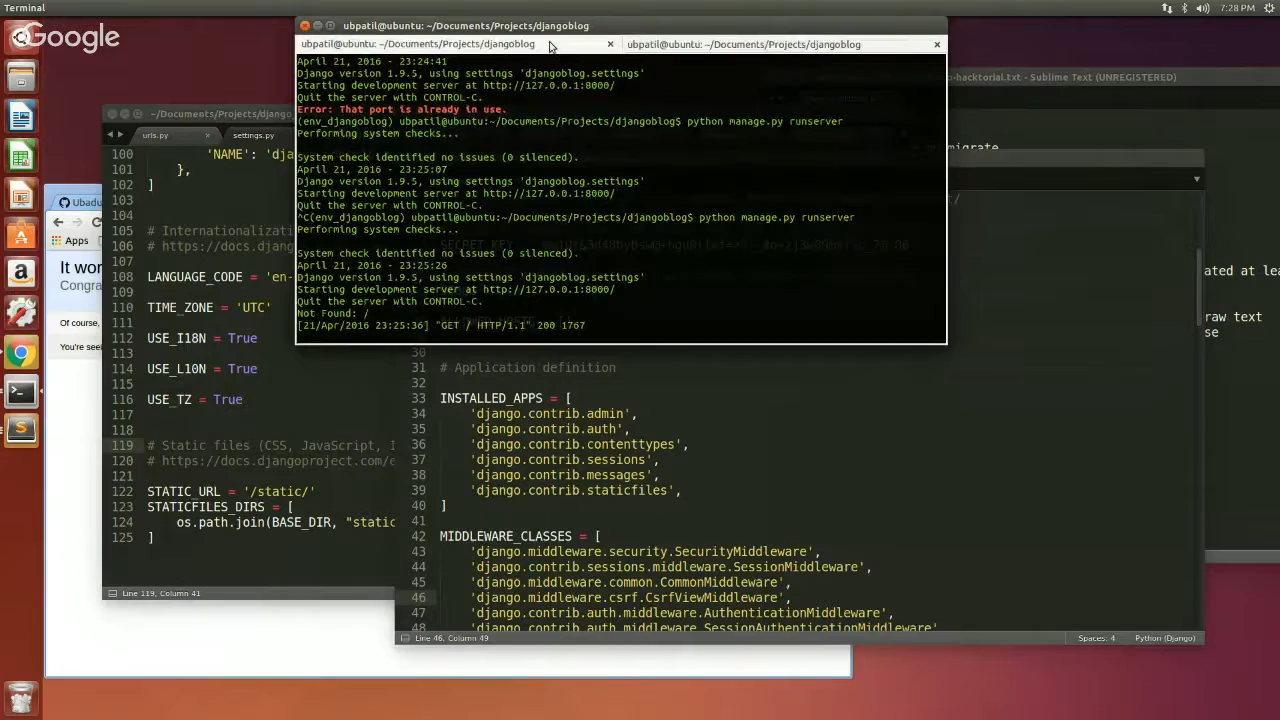 Terminal
7:28 PM
Google
ubpatil@ubuntu: ~/Documents/Projects/djangoblog
ubpatil@ubuntu: ~/Documents/Projects/djangoblog
ubpatil@ubuntu: ~/Documents/Projects/djangoblog
April 21, 2016 - 23:24:41
Django version 1.9.5, using settings 'djangoblog.settings'
Starting development server at http://127.0.0.1:8000/
Quit the server with CONTROL-C.
Error: That port is already in use.
(env_djangoblog) ubpatil@ubuntu:~/Documents/Projects/djangoblog$ python manage.py runserver
Performing system checks...
System check identified no issues (0 silenced).
April 21, 2016 - 23:25:07
Django version 1.9.5, using settings 'djangoblog.settings'
Starting development server at http://127.0.0.1:8000/
Quit the server with CONTROL-C.
^C(env_djangoblog) ubpatil@ubuntu:~/Documents/Projects/djangoblog$ python manage.py runserver
Performing system checks...
System check identified no issues (0 silenced).
April 21, 2016 - 23:25:26
Django version 1.9.5, using settings 'djangoblog.settings'
Starting development server at http://127.0.0.1:8000/
Quit the server with CONTROL-C.
Not Found: /
[21/Apr/2016 23:25:36] "GET / HTTP/1.1" 200 1767
-hacktorial.txt - Sublime Text (UNREGISTERED)
migrate
ated at lea
raw text
se
~/Documents/Projects/djangoblog
urls.py
settings.py
100 'NAME': 'dja
101 },
102 ]
103
104
105 # Internationalizati
106 # https://docs.djang
107
108 LANGUAGE_CODE = 'en-
109
110 TIME_ZONE = 'UTC'
111
112 USE_I18N = True
113
114 USE_L10N = True
115
116 USE_TZ = True
117
118
119 # Static files (CSS, JavaScript, I
120 # https://docs.djangoproject.com/e
121
122 STATIC_URL = '/static/'
123 STATICFILES_DIRS = [
124 os.path.join(BASE_DIR, "static
125 ]
Line 119, Column 41
Ubadu
Apps
It wor
Congra
Of course,
You're seei
SECRET_KEY
30
31 # Application definition
32
33 INSTALLED_APPS = [
34 'django.contrib.admin',
35 'django.contrib.auth',
36 'django.contrib.contenttypes',
37 'django.contrib.sessions',
38 'django.contrib.messages',
39 'django.contrib.staticfiles',
40 ]
41
42 MIDDLEWARE_CLASSES = [
43 'django.middleware.security.SecurityMiddleware',
44 'django.contrib.sessions.middleware.SessionMiddleware',
45 'django.middleware.common.CommonMiddleware',
46 'django.middleware.csrf.CsrfViewMiddleware',
47 'django.contrib.auth.middleware.AuthenticationMiddleware',
48 'django.contrib.auth.middleware.SessionAuthenticationMiddleware',
Line 46, Column 49
Spaces: 4
Python (Django)